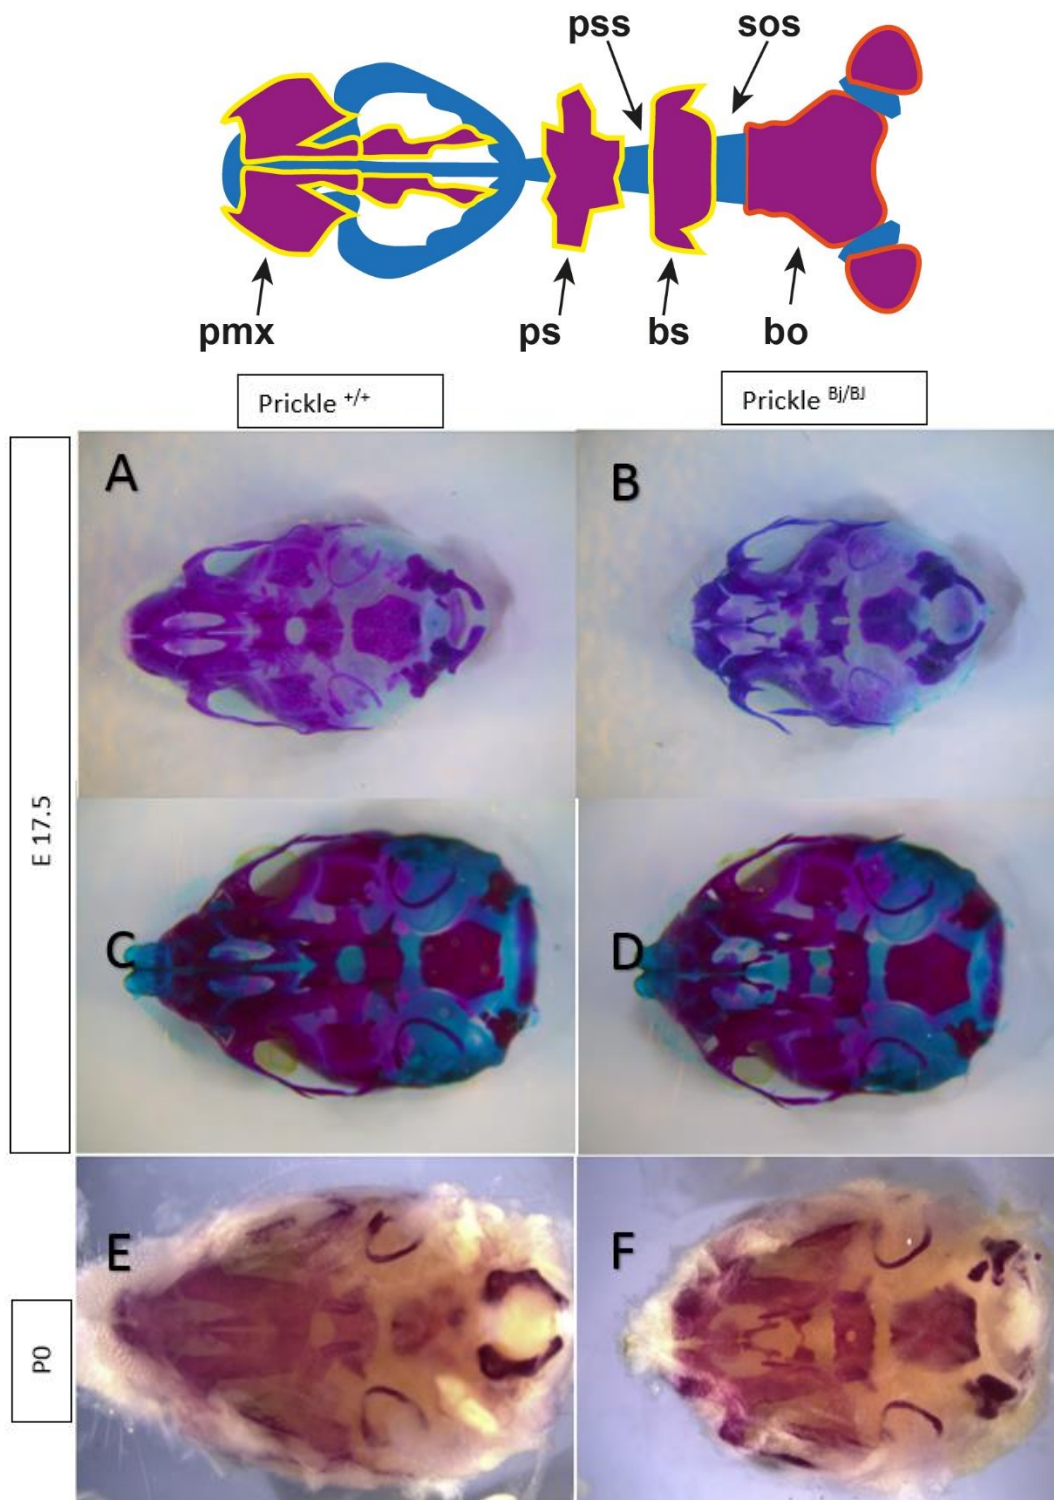 pss sos
pmx ps bs bo
Prickle +/+ Prickle Bj/BJ
A B
E 17.5
C D
E F
P0